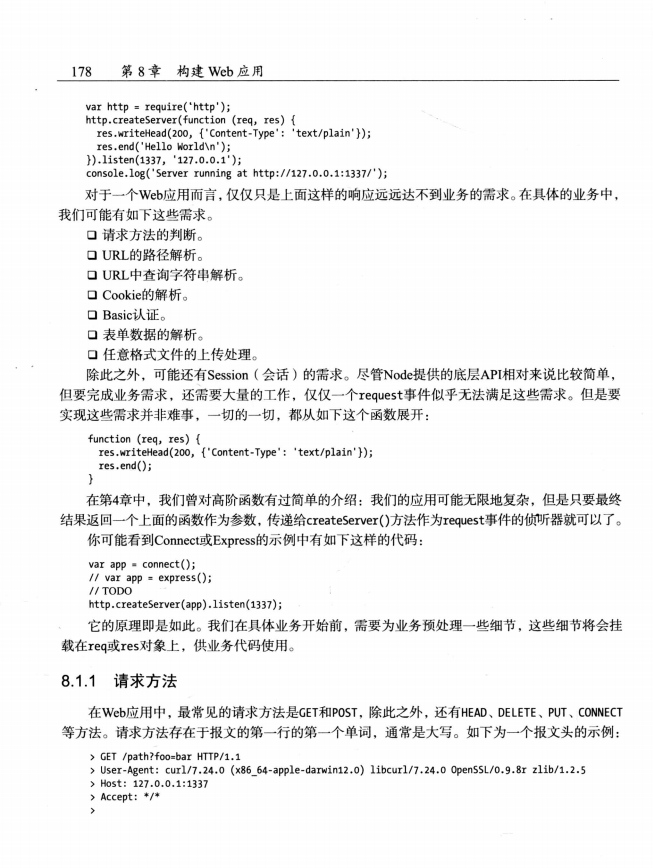 178 第 8 章 构建 Web 应用
var http = require('http');
http.createServer(function (req, res) {
res.writeHead(200, {'Content-Type': 'text/plain'});
res.end('Hello World\n');
}).listen(1337, '127.0.0.1');
console.log('Server running at http://127.0.0.1:1337/');
对于一个Web应用而言，仅仅只是上面这样的响应远远达不到业务的需求。在具体的业务中，
我们可能有如下这些需求。
❑ 请求方法的判断。
❑ URL的路径解析。
❑ URL中查询字符串解析。
❑ Cookie的解析。
❑ Basic认证。
❑ 表单数据的解析。
❑ 任意格式文件的上传处理。
除此之外，可能还有Session（会话）的需求。尽管Node提供的底层API相对来说比较简单，
但要完成业务需求，还需要大量的工作，仅仅一个request事件似乎无法满足这些需求。但是要
实现这些需求并非难事，一切的一切，都从如下这个函数展开：
function (req, res) {
res.writeHead(200, {'Content-Type': 'text/plain'});
res.end();
}
在第4章中，我们曾对高阶函数有过简单的介绍：我们的应用可能无限地复杂，但是只要最终
结果返回一个上面的函数作为参数，传递给createServer()方法作为request事件的侦听器就可以了。
你可能看到Connect或Express的示例中有如下这样的代码：
var app = connect();
// var app = express();
// TODO
http.createServer(app).listen(1337);
它的原理即是如此。我们在具体业务开始前，需要为业务预处理一些细节，这些细节将会挂
载在req或res对象上，供业务代码使用。
8.1.1 请求方法
在Web应用中，最常见的请求方法是GET和POST，除此之外，还有HEAD、DELETE、PUT、CONNECT
等方法。请求方法存在于报文的第一行的第一个单词，通常是大写。如下为一个报文头的示例：
> GET /path?foo=bar HTTP/1.1
> User-Agent: curl/7.24.0 (x86_64-apple-darwin12.0) libcurl/7.24.0 OpenSSL/0.9.8r zlib/1.2.5
> Host: 127.0.0.1:1337
> Accept: */*
>